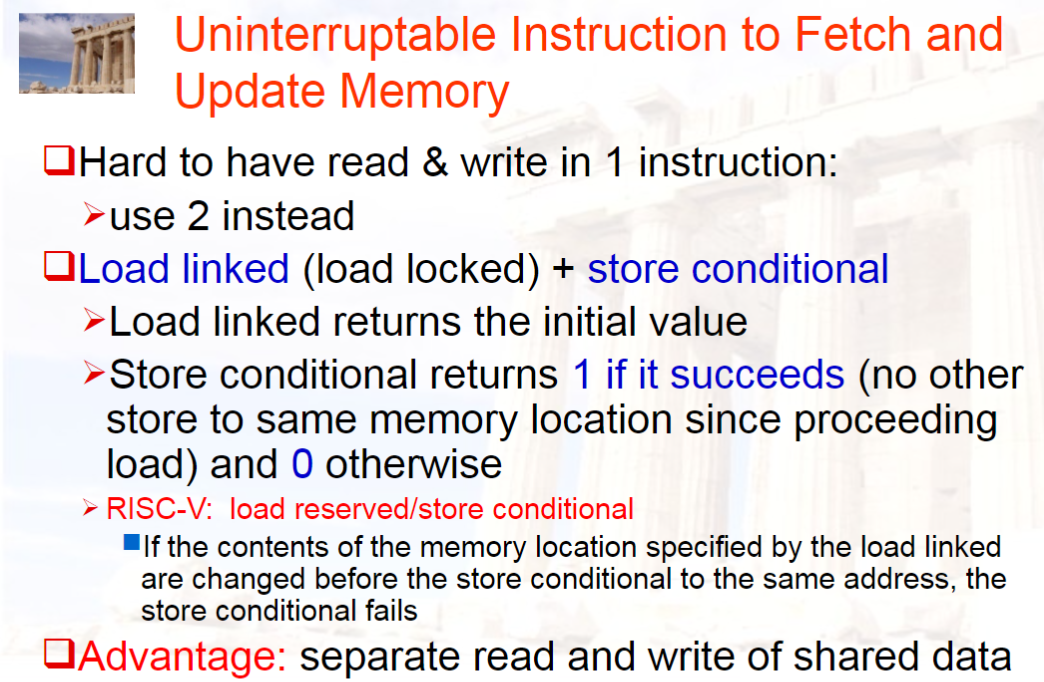 Uninterruptable Instruction to Fetch and
Update Memory
Hard to have read & write in 1 instruction:
use 2 instead
Load linked (load locked) + store conditional
Load linked returns the initial value
Store conditional returns 1 if it succeeds (no other
store to same memory location since proceeding
load) and 0 otherwise
RISC-V: load reserved/store conditional
If the contents of the memory location specified by the load linked
are changed before the store conditional to the same address, the
store conditional fails
Advantage: separate read and write of shared data